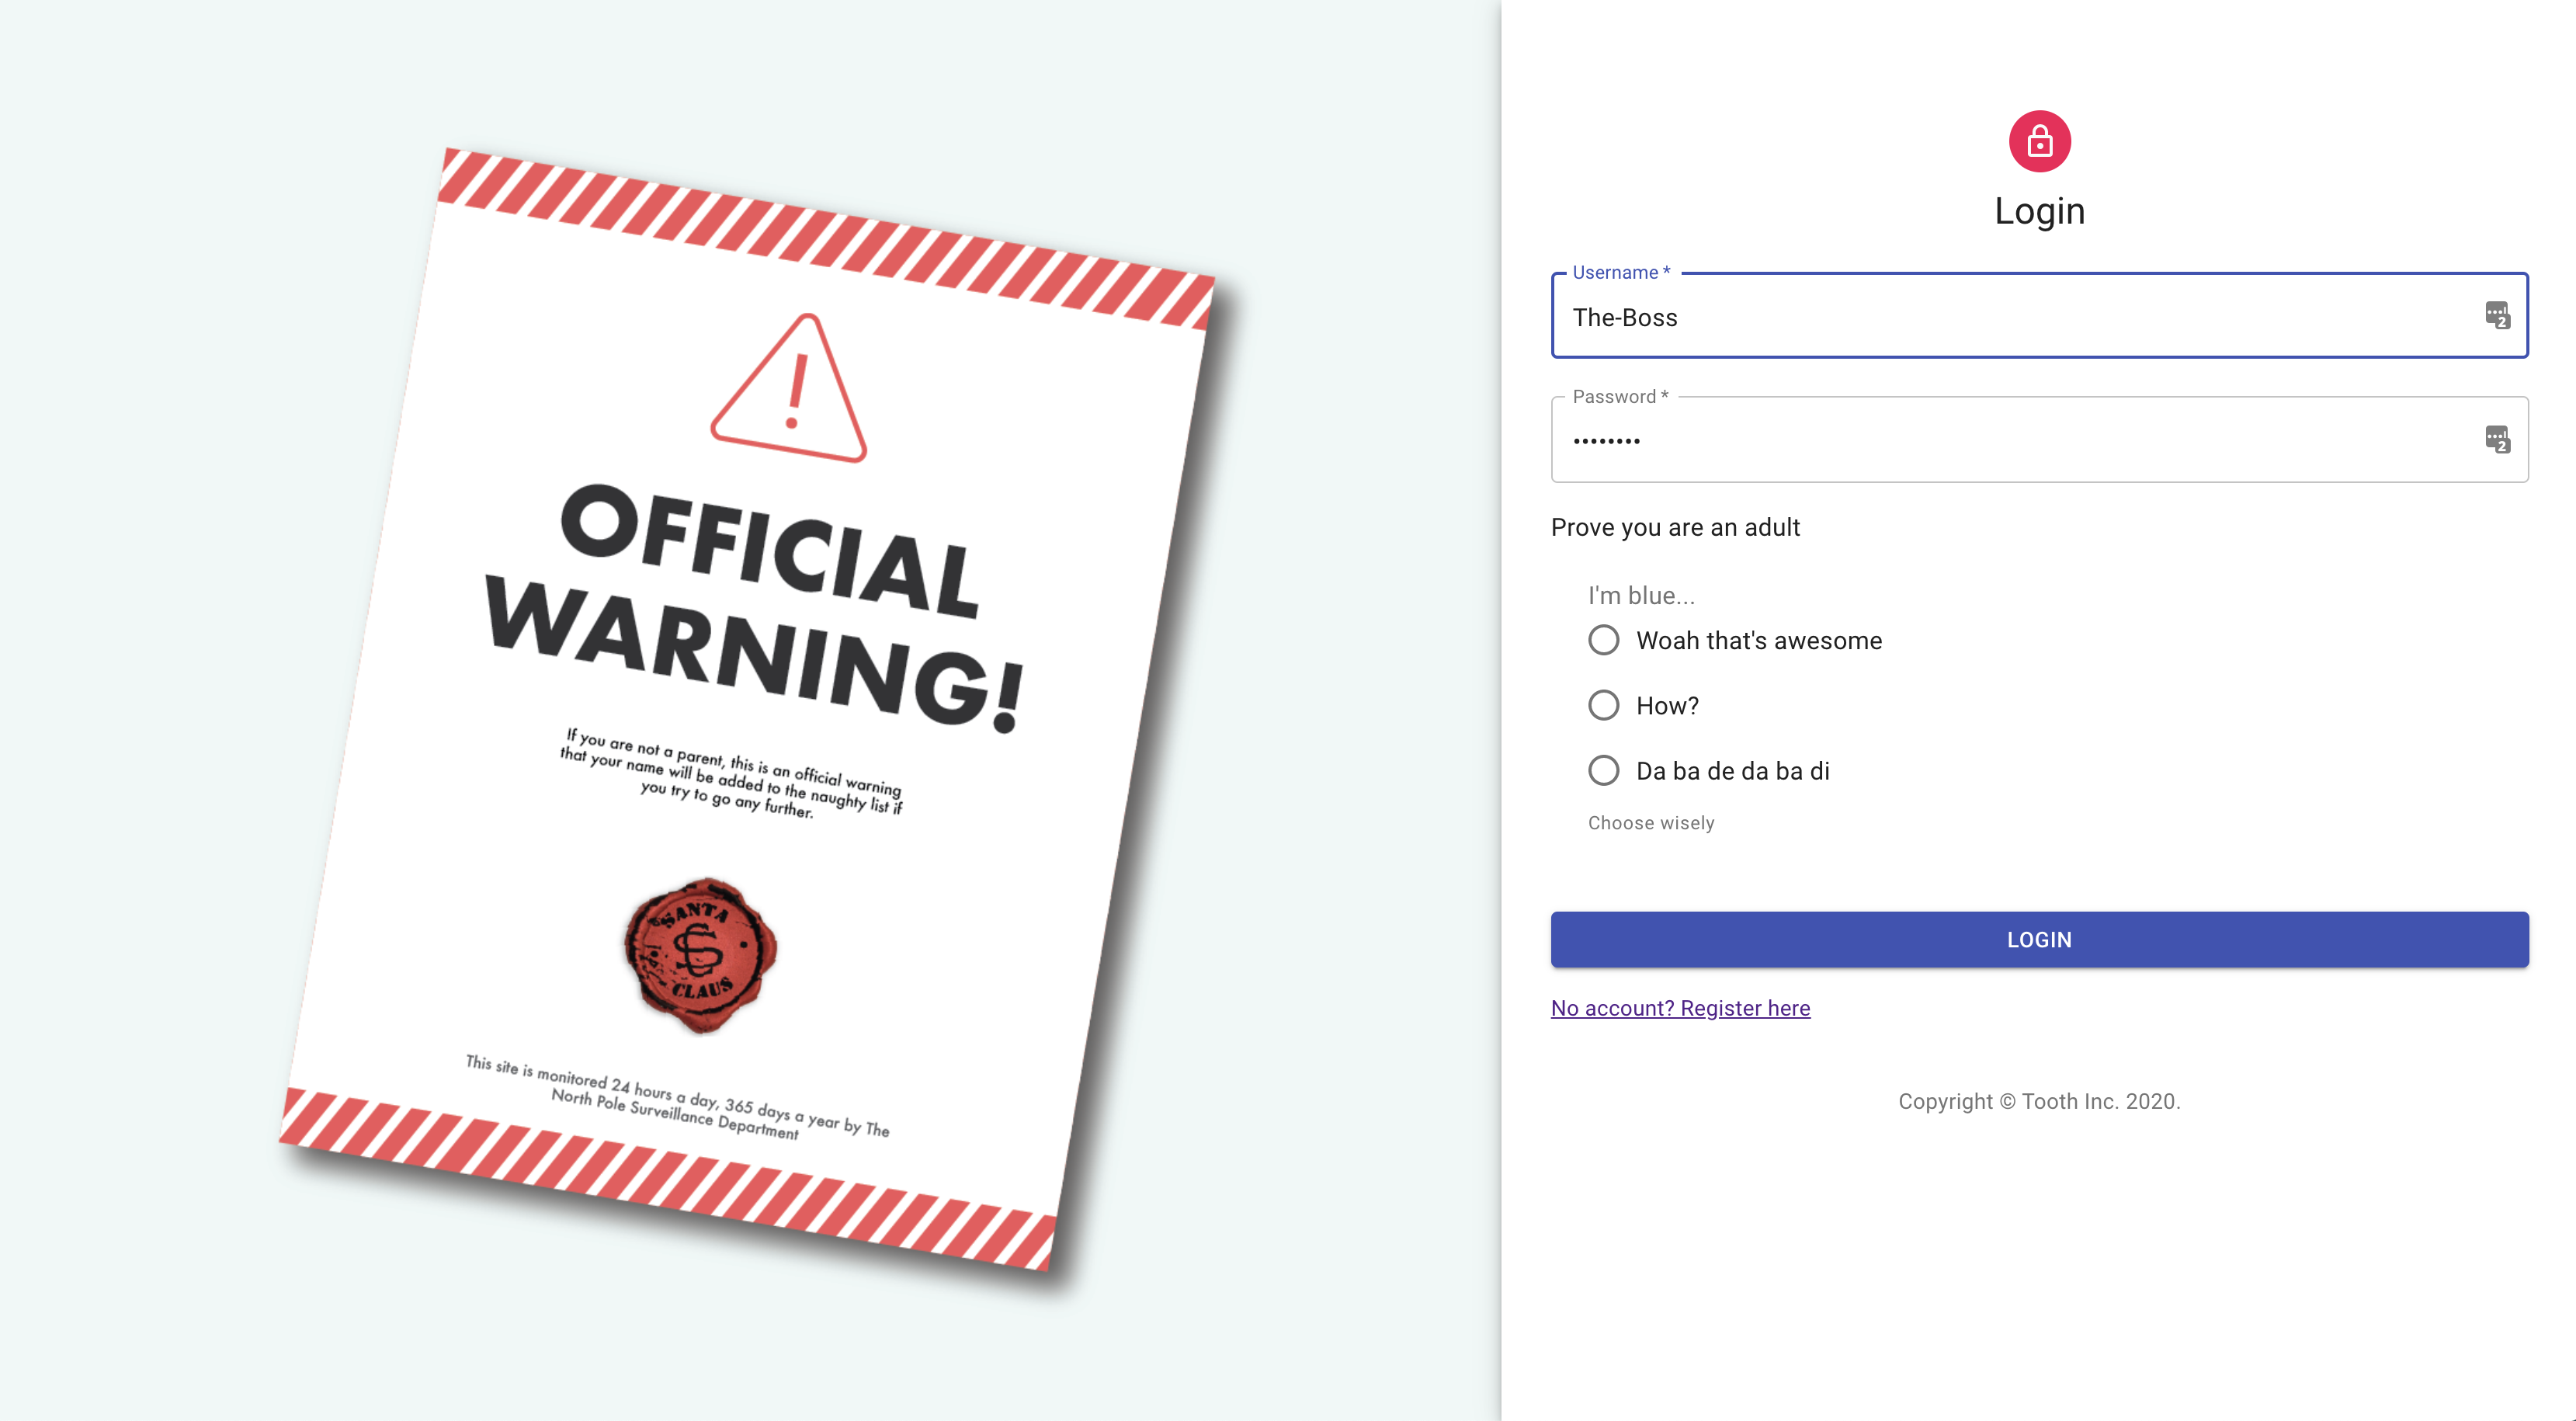 OFFICIAL
WARNING!
If you are not a parent, this is an official warning
that your name will be added to the naughty list if
you try to go any further.
SANTA
CLAUS
This site is monitored 24 hours a day, 365 days a year by The
North Pole Surveillance Department
Login
Username *
The-Boss
Password *
••••••••
Prove you are an adult
I'm blue...
Woah that's awesome
How?
Da ba de da ba di
Choose wisely
LOGIN
No account? Register here
Copyright © Tooth Inc. 2020.